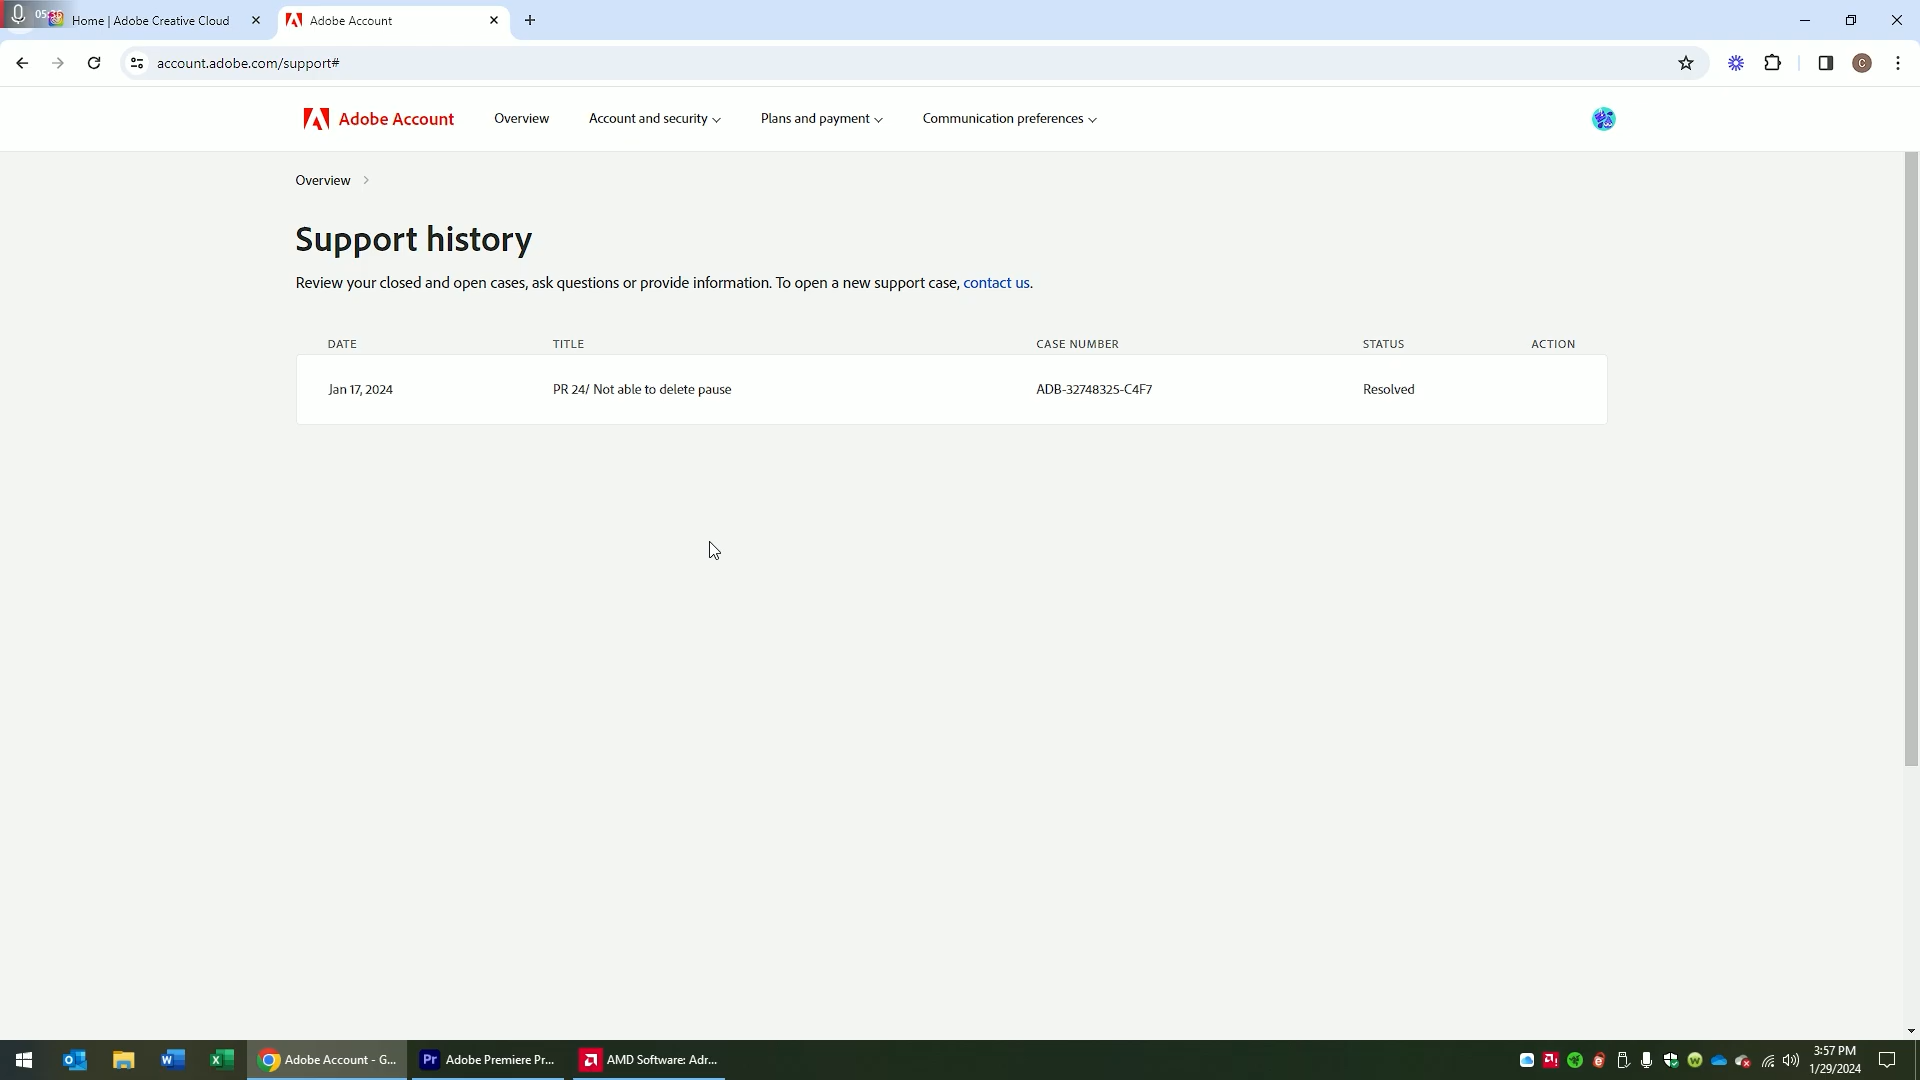 05:35
Home | Adobe Creative Cloud
Adobe Account
account.adobe.com/support#
C
Adobe Account
Overview
Account and security
Plans and payment
Communication preferences
Overview
Support history
Review your closed and open cases, ask questions or provide information. To open a new support case, contact us.
DATE TITLE CASE NUMBER STATUS ACTION
Jan 17, 2024 PR 24/ Not able to delete pause ADB-32748325-C4F7 Resolved
Adobe Account - G...
Pr Adobe Premiere Pr...
AMD Software: Adr...
3:57 PM
1/29/2024